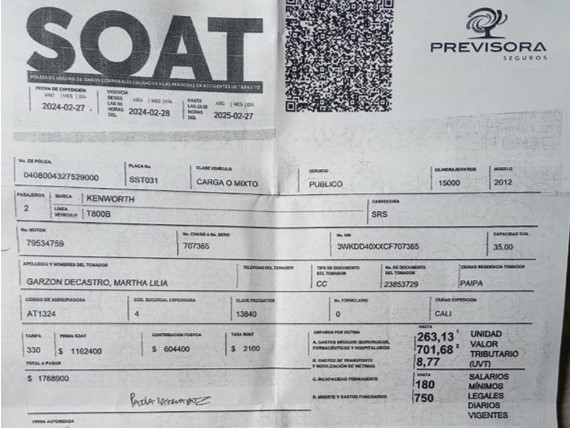 SOAT
PREVISORA
SEGUROS
PÓLIZA DE SEGURO DE DAÑOS CORPORALES CAUSADOS A LAS PERSONAS EN ACCIDENTES DE TRÁNSITO
FECHA DE EXPEDICIÓN
AÑO | MES | DÍA
2024-02-27
VIGENCIA
DESDE LAS 00 HORAS DEL
AÑO | MES | DÍA
2024-02-28
HASTA LAS 23:59 HORAS DEL
AÑO | MES | DÍA
2025-02-27
No. DE PÓLIZA PLACA No. CLASE VEHÍCULO SERVICIO CILINDRAJE/VATIOS MODELO
0408004327529000 SST031 CARGA O MIXTO PUBLICO 15000 2012
PASAJEROS MARCA KENWORTH CARROCERÍA
2 LÍNEA VEHÍCULO T800B SRS
No. MOTOR No. CHASIS o No. SERIE No. VIN CAPACIDAD TON.
79534759 707365 3WKDD40XXCF707365 35.00
APELLIDOS Y NOMBRES DEL TOMADOR TELÉFONO DEL TOMADOR TIPO DE DOCUMENTO DEL TOMADOR No. DE DOCUMENTO DEL TOMADOR CIUDAD RESIDENCIA TOMADOR
GARZON DECASTRO, MARTHA LILIA CC 23853729 PAIPA
CÓDIGO DE ASEGURADORA COD. SUCURSAL EXPEDIDORA CLAVE PRODUCTOR No. FORMULARIO CIUDAD EXPEDICIÓN
AT1324 4 13840 0 CALI
TARIFA PRIMA SOAT CONTRIBUCIÓN FOSYGA TASA RUNT
330 $ 1162400 $ 604400 $ 2100
TOTAL A PAGAR
$ 1768900
AMPAROS POR VÍCTIMA HASTA
A. GASTOS MÉDICOS QUIRÚRGICOS, FARMACÉUTICOS Y HOSPITALARIOS
263,13 ¹
701,68 ²
B. GASTOS DE TRANSPORTE Y MOVILIZACIÓN DE VÍCTIMAS
8,77
UNIDAD
VALOR
TRIBUTARIO
(UVT)
C. INCAPACIDAD PERMANENTE HASTA
180
D. MUERTE Y GASTOS FUNERARIOS 750
SALARIOS
MÍNIMOS
LEGALES
DIARIOS
VIGENTES
FIRMA AUTORIZADA